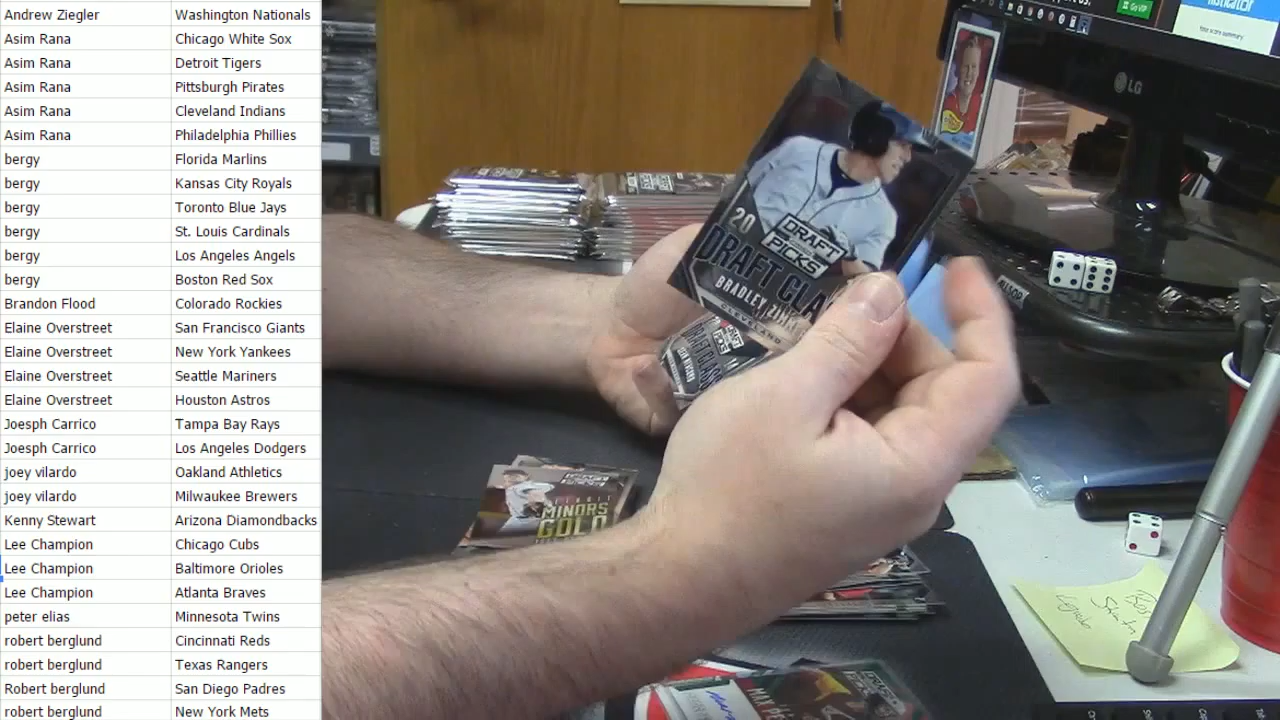 Andrew Ziegler Washington Nationals
Asim Rana Chicago White Sox
Asim Rana Detroit Tigers
Asim Rana Pittsburgh Pirates
Asim Rana Cleveland Indians
Asim Rana Philadelphia Phillies
bergy Florida Marlins
bergy Kansas City Royals
bergy Toronto Blue Jays
bergy St. Louis Cardinals
bergy Los Angeles Angels
bergy Boston Red Sox
Brandon Flood Colorado Rockies
Elaine Overstreet San Francisco Giants
Elaine Overstreet New York Yankees
Elaine Overstreet Seattle Mariners
Elaine Overstreet Houston Astros
Joesph Carrico Tampa Bay Rays
Joesph Carrico Los Angeles Dodgers
joey vilardo Oakland Athletics
joey vilardo Milwaukee Brewers
Kenny Stewart Arizona Diamondbacks
Lee Champion Chicago Cubs
Lee Champion Baltimore Orioles
Lee Champion Atlanta Braves
peter elias Minnesota Twins
robert berglund Cincinnati Reds
robert berglund Texas Rangers
Robert berglund San Diego Padres
robert berglund New York Mets
Go VIP
LG
20
DRAFT
PICKS
DRAFT
BRADLEY
CLEVELAND
DRAFT
PICKS
DRAFT
MINORS
GOLD
MAX